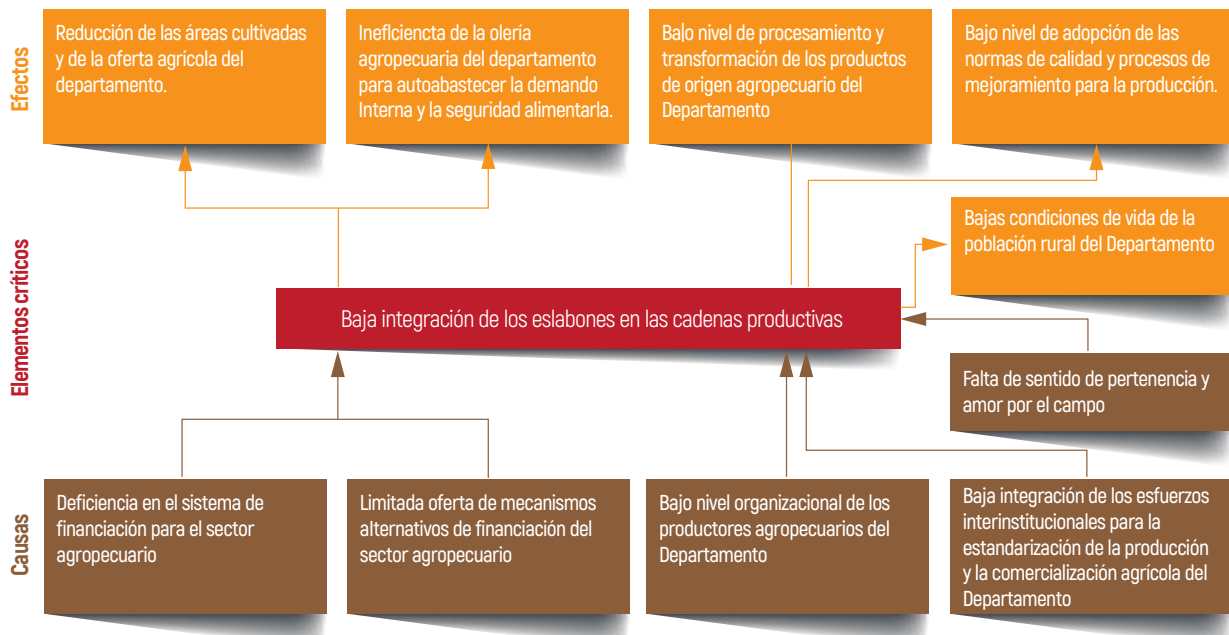 Efectos
Reducción de las áreas cultivadas
y de la oferta agrícola del
departamento.
Ineficiencta de la olería
agropecuaria del departamento
para autoabastecer la demando
Interna y la seguridad alimentarla.
Bajo nivel de procesamiento y
transformación de los productos
de origen agropecuario del
Departamento
Bajo nivel de adopción de las
normas de calidad y procesos de
mejoramiento para la producción.
Bajas condiciones de vida de la
población rural del Departamento
Elementos críticos
Baja integración de los eslabones en las cadenas productivas
Falta de sentido de pertenencia y
amor por el campo
Causas
Deficiencia en el sistema de
financiación para el sector
agropecuario
Limitada oferta de mecanismos
alternativos de financiación del
sector agropecuario
Bajo nivel organizacional de los
productores agropecuarios del
Departamento
Baja integración de los esfuerzos
interinstitucionales para la
estandarización de la producción
y la comercialización agrícola del
Departamento